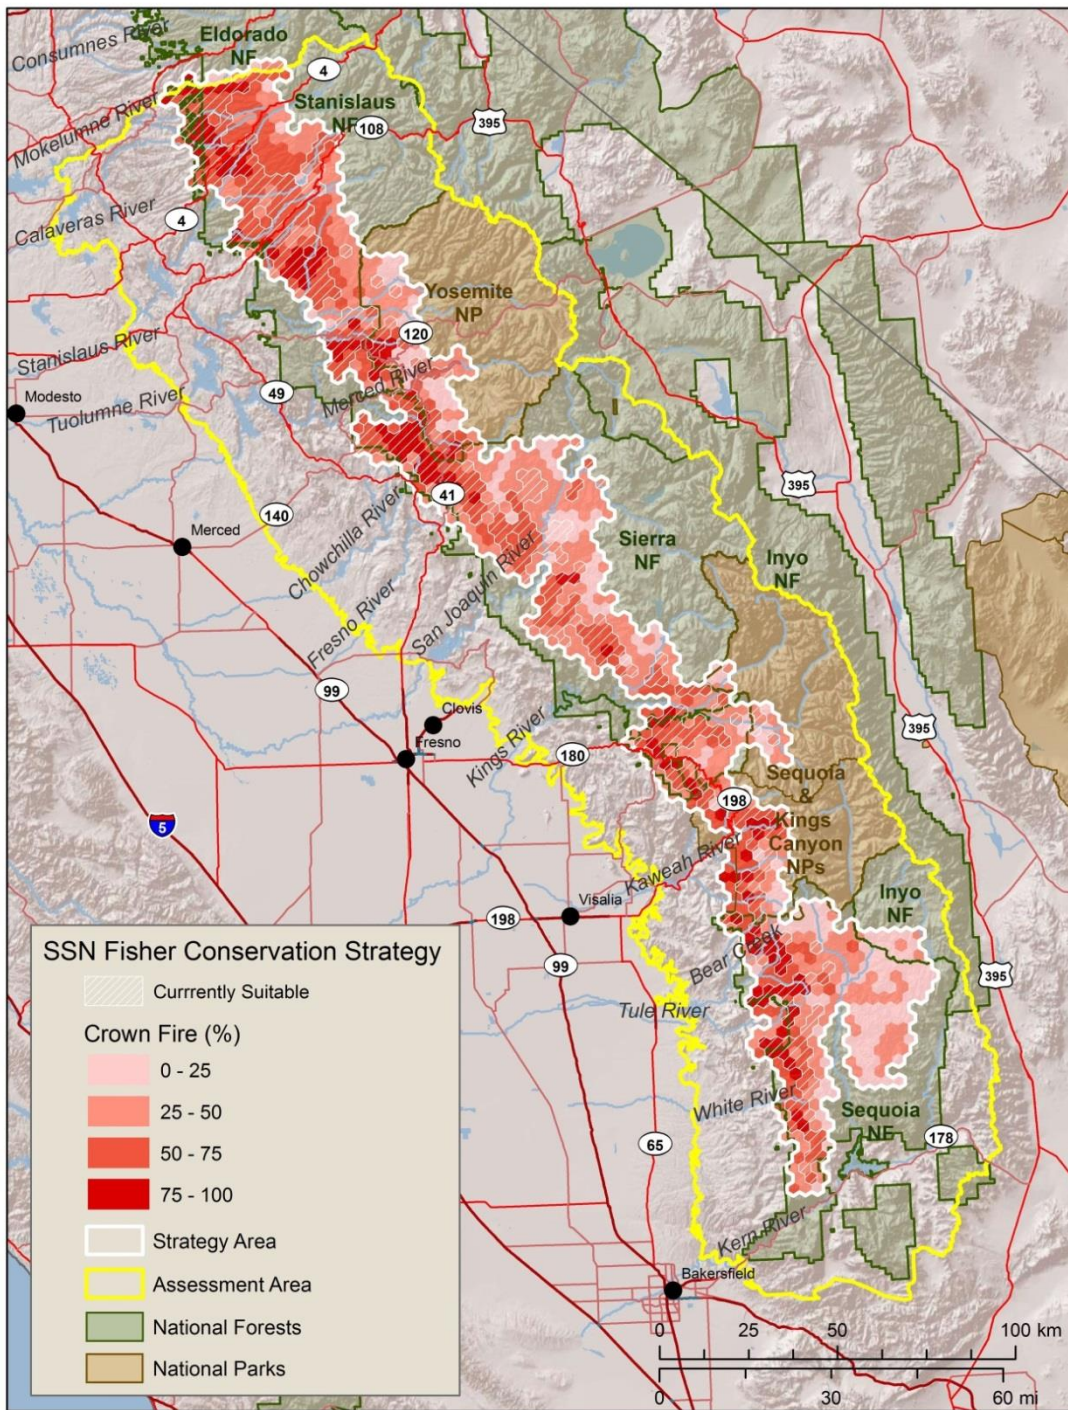 Consumnes River
Eldorado
NF
4
Stanislaus
NF
108
395
Mokelumne River
Calaveras River
4
Yosemite
NP
120
Stanislaus River
Merced River
49
Modesto
Tuolumne River
41
395
140
Merced
Chowchilla River
Sierra
NF
Inyo
NF
San Joaquin River
Fresno River
99
Clovis
Fresno
Kings River
180
395
Sequoia
&
Kings
Canyon
NPs
198
5
Kaweah River
Inyo
NF
Visalia
198
Bear Creek
99
395
Tule River
White River
Sequoia
NF
178
65
Kern River
Bakersfield
SSN Fisher Conservation Strategy
Currrently Suitable
Crown Fire (%)
0 - 25
25 - 50
50 - 75
75 - 100
Strategy Area
Assessment Area
National Forests
National Parks
0 25 50 100 km
0 30 60 mi